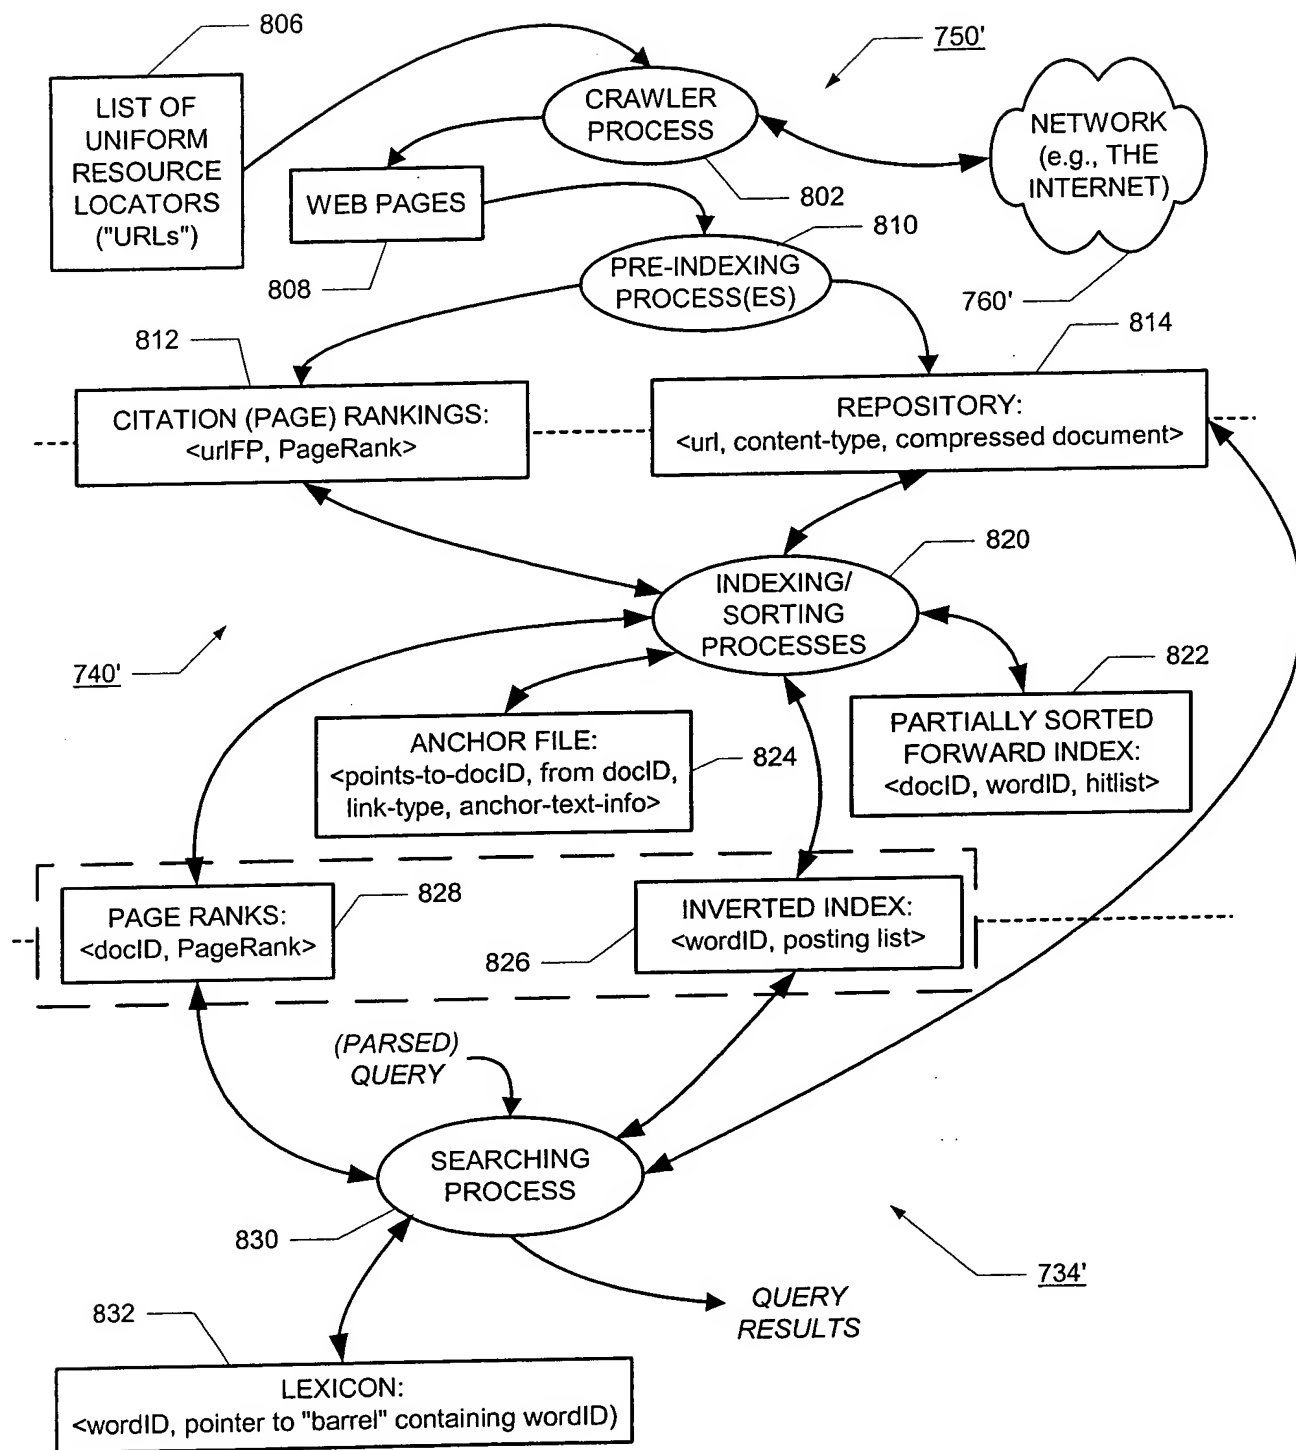 806
750'
LIST OF
UNIFORM
RESOURCE
LOCATORS
("URLs")
CRAWLER
PROCESS
NETWORK
(e.g., THE
INTERNET)
802
WEB PAGES
810
808
PRE-INDEXING
PROCESS(ES)
760'
812
814
CITATION (PAGE) RANKINGS:
<urlFP, PageRank>
REPOSITORY:
<url, content-type, compressed document>
820
INDEXING/
SORTING
PROCESSES
740'
822
PARTIALLY SORTED
FORWARD INDEX:
<docID, wordID, hitlist>
ANCHOR FILE:
<points-to-docID, from docID,
link-type, anchor-text-info>
824
828
PAGE RANKS:
<docID, PageRank>
INVERTED INDEX:
<wordID, posting list>
826
(PARSED)
QUERY
SEARCHING
PROCESS
830
734'
QUERY
RESULTS
832
LEXICON:
<wordID, pointer to "barrel" containing wordID)